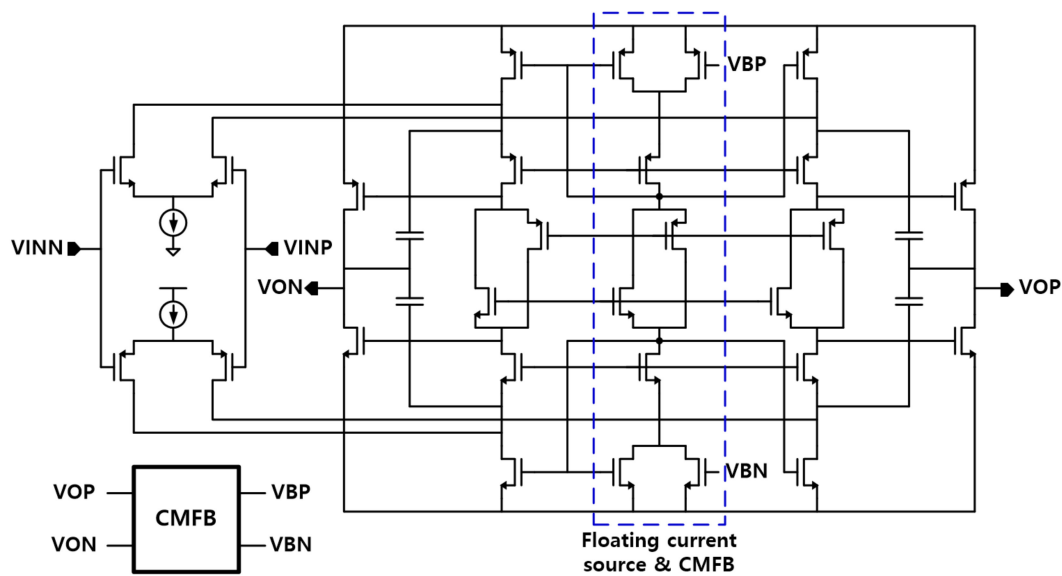 VBP
VINN
VINP
VON
VOP
VBN
VOP
VBP
CMFB
VON
VBN
Floating current
source & CMFB